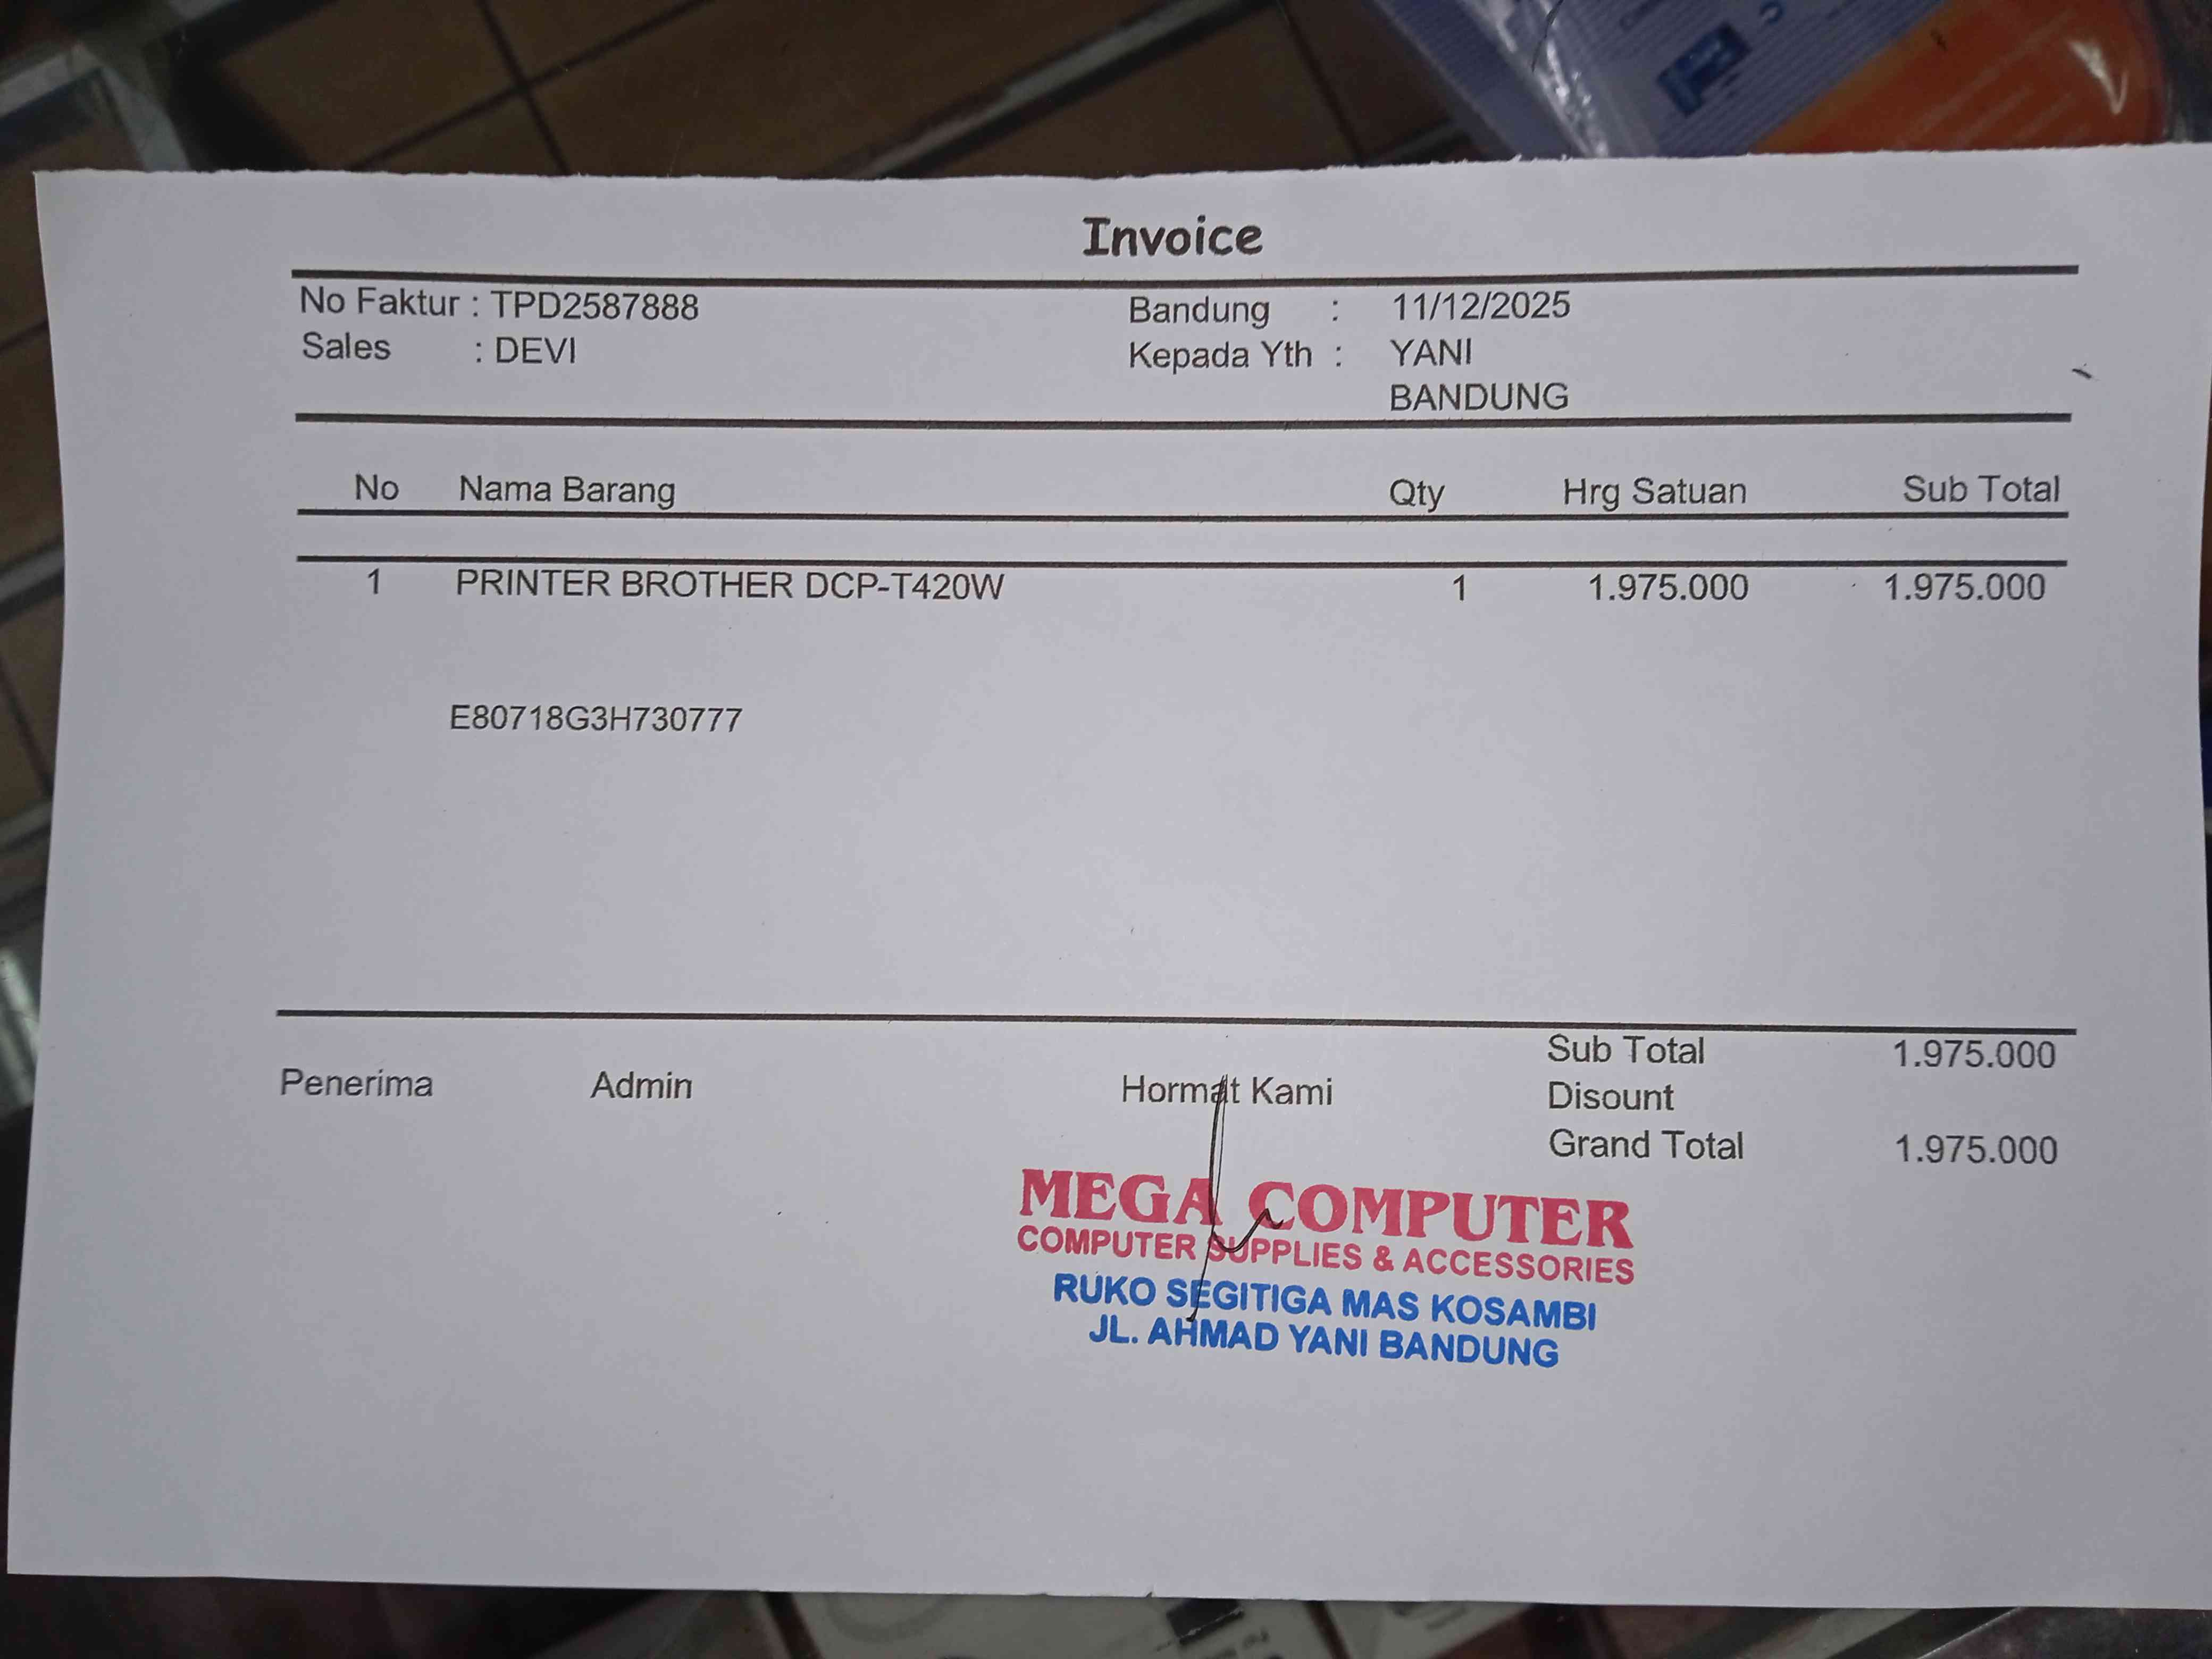 Invoice
No Faktur : TPD2587888 Bandung : 11/12/2025
Sales : DEVI Kepada Yth : YANI
BANDUNG
No Nama Barang Qty Hrg Satuan Sub Total
1 PRINTER BROTHER DCP-T420W 1 1.975.000 1.975.000
E80718G3H730777
Sub Total 1.975.000
Penerima Admin Hormat Kami Disount
Grand Total 1.975.000
MEGA COMPUTER
COMPUTER SUPPLIES & ACCESSORIES
RUKO SEGITIGA MAS KOSAMBI
JL. AHMAD YANI BANDUNG